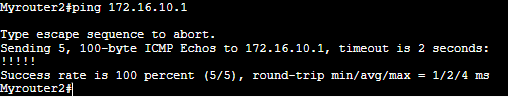 Myrouter2#ping 172.16.10.1
Type escape sequence to abort.
Sending 5, 100-byte ICMP Echos to 172.16.10.1, timeout is 2 seconds:
!!!!!
Success rate is 100 percent (5/5), round-trip min/avg/max = 1/2/4 ms
Myrouter2#